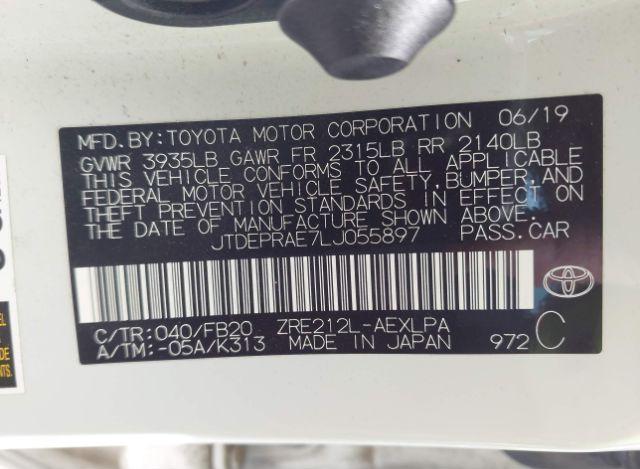 MFD.BY:TOYOTA MOTOR CORPORATION 06/19
GVWR 3935LB GAWR FR 2315LB RR 2140LB
THIS VEHICLE CONFORMS TO ALL APPLICABLE
FEDERAL MOTOR VEHICLE SAFETY,BUMPER,AND
THEFT PREVENTION STANDARDS IN EFFECT ON
THE DATE OF MANUFACTURE SHOWN ABOVE.
JTDEPRAE7LJ055897 PASS.CAR
C/TR:040/FB20 ZRE212L-AEXLPA
A/TM:-05A/K313 MADE IN JAPAN 972 C